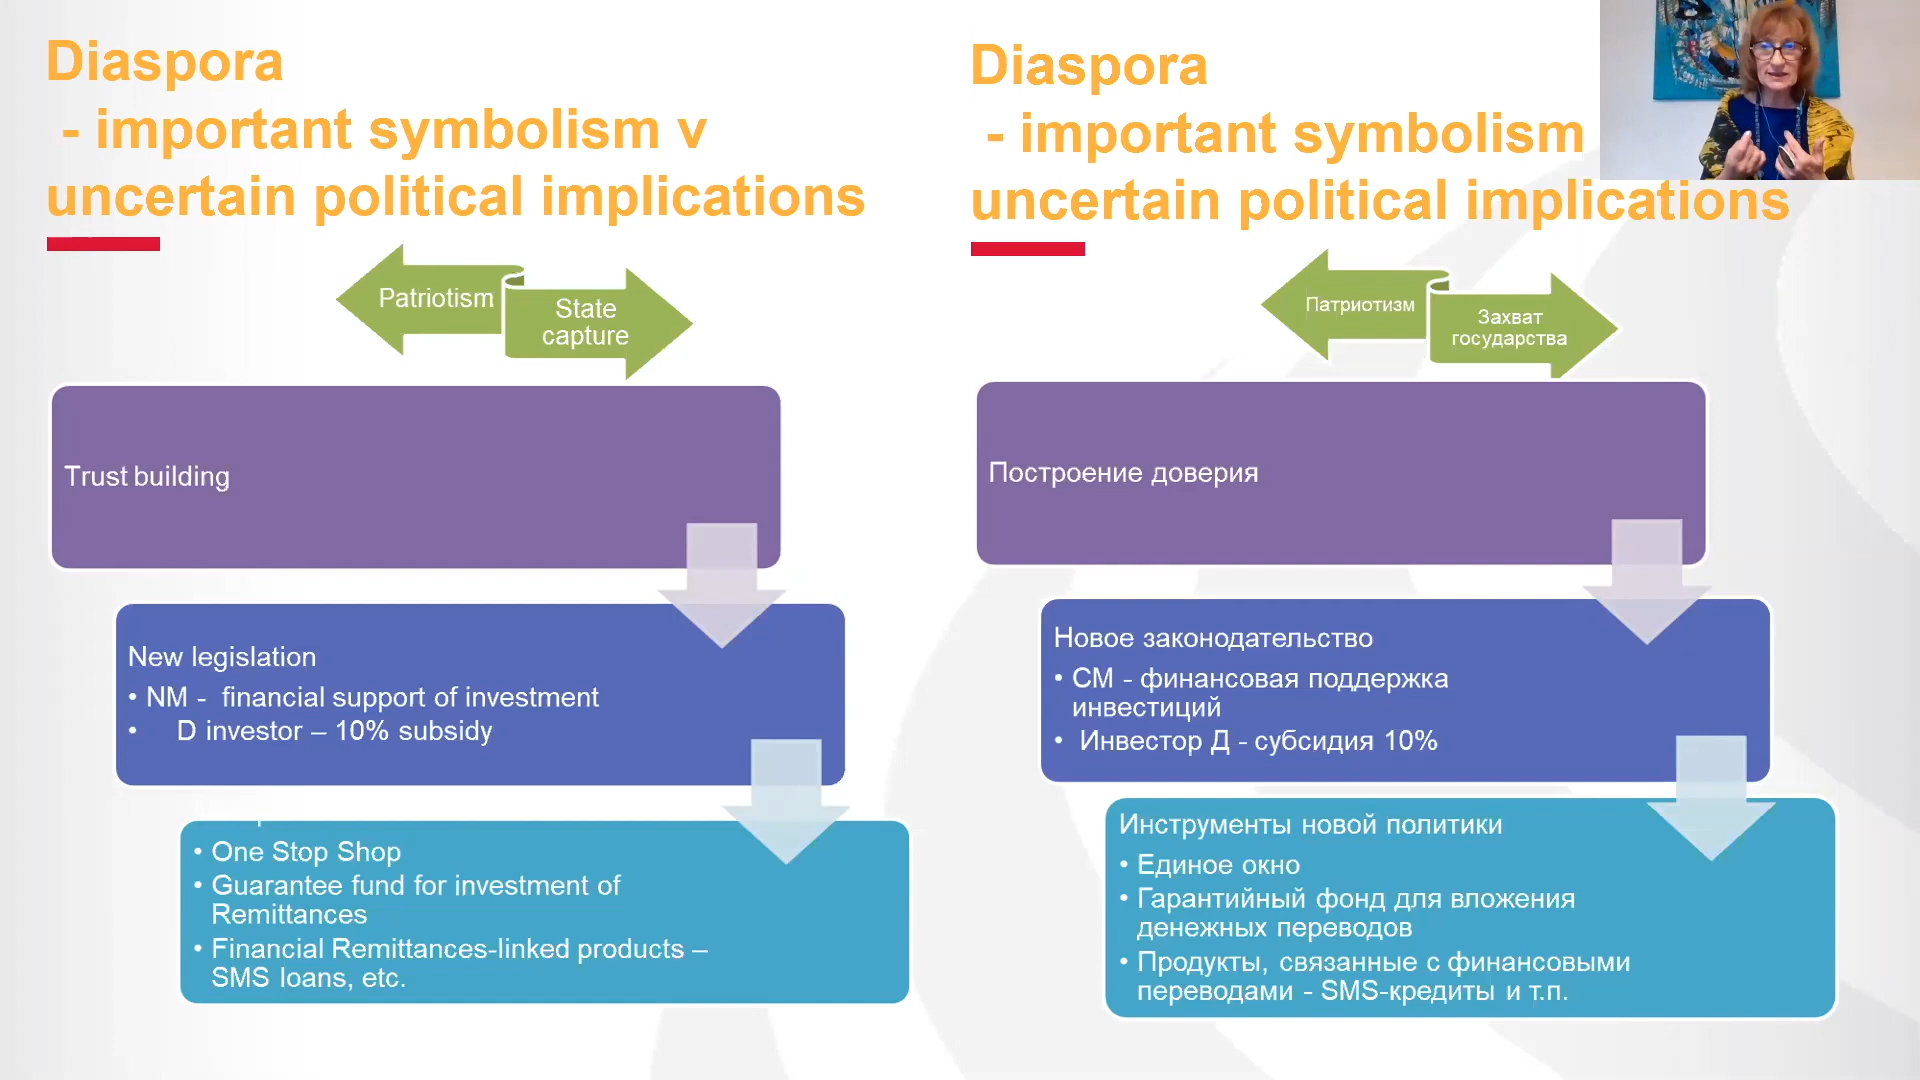 Diaspora
- important symbolism v
uncertain political implications
Patriotism
State
capture
Trust building
New legislation
• NM - financial support of investment
• D investor – 10% subsidy
• One Stop Shop
• Guarantee fund for investment of
Remittances
• Financial Remittances-linked products –
SMS loans, etc.
Diaspora
- important symbolism
uncertain political implications
Патриотизм
Захват
государства
Построение доверия
Новое законодательство
• СМ - финансовая поддержка
инвестиций
• Инвестор Д - субсидия 10%
Инструменты новой политики
• Единое окно
• Гарантийный фонд для вложения
денежных переводов
• Продукты, связанные с финансовыми
переводами - SMS-кредиты и т.п.